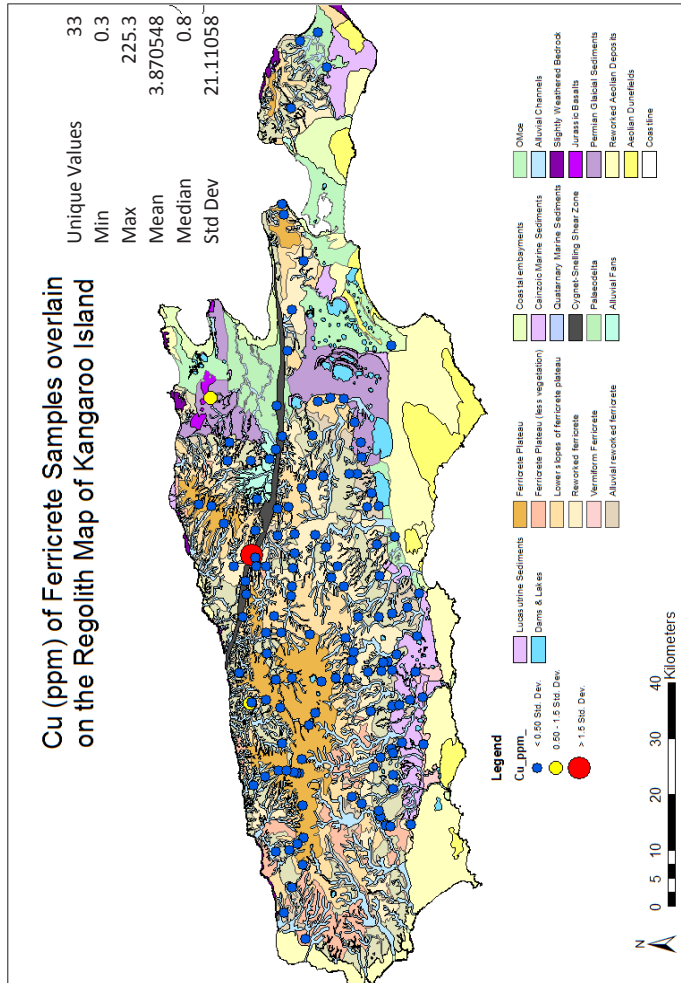 Cu (ppm) of Ferricrete Samples overlain
on the Regolith Map of Kangaroo Island
Unique Values 33
Min 0.3
Max 225.3
Mean 3.870548
Median 0.8
Std Dev 21.11058
Legend
Cu_ppm_
< 0.50 Std. Dev.
0.50 - 1.5 Std. Dev.
> 1.5 Std. Dev.
Lucasutrine Sediments
Dams & Lakes
Ferricrete Plateau
Ferricrete Plateau (less vegetation)
Lower slopes of ferricrete plateau
Reworked ferricrete
Vermiform Ferricrete
Alluvial reworked ferricrete
Coastal embayments
Cainzoic Marine Sediments
Quatarnary Marine Sediments
Cygnet-Snelling Shear Zone
Palaeodelta
Alluvial Fans
OMoe
Alluvial Channels
Slightly Weathered Bedrock
Jurassic Basalts
Permian Glacial Sediments
Reworked Aeolian Deposits
Aeolian Dunefields
Coastline
N
0 5 10 20 30 40
Kilometers